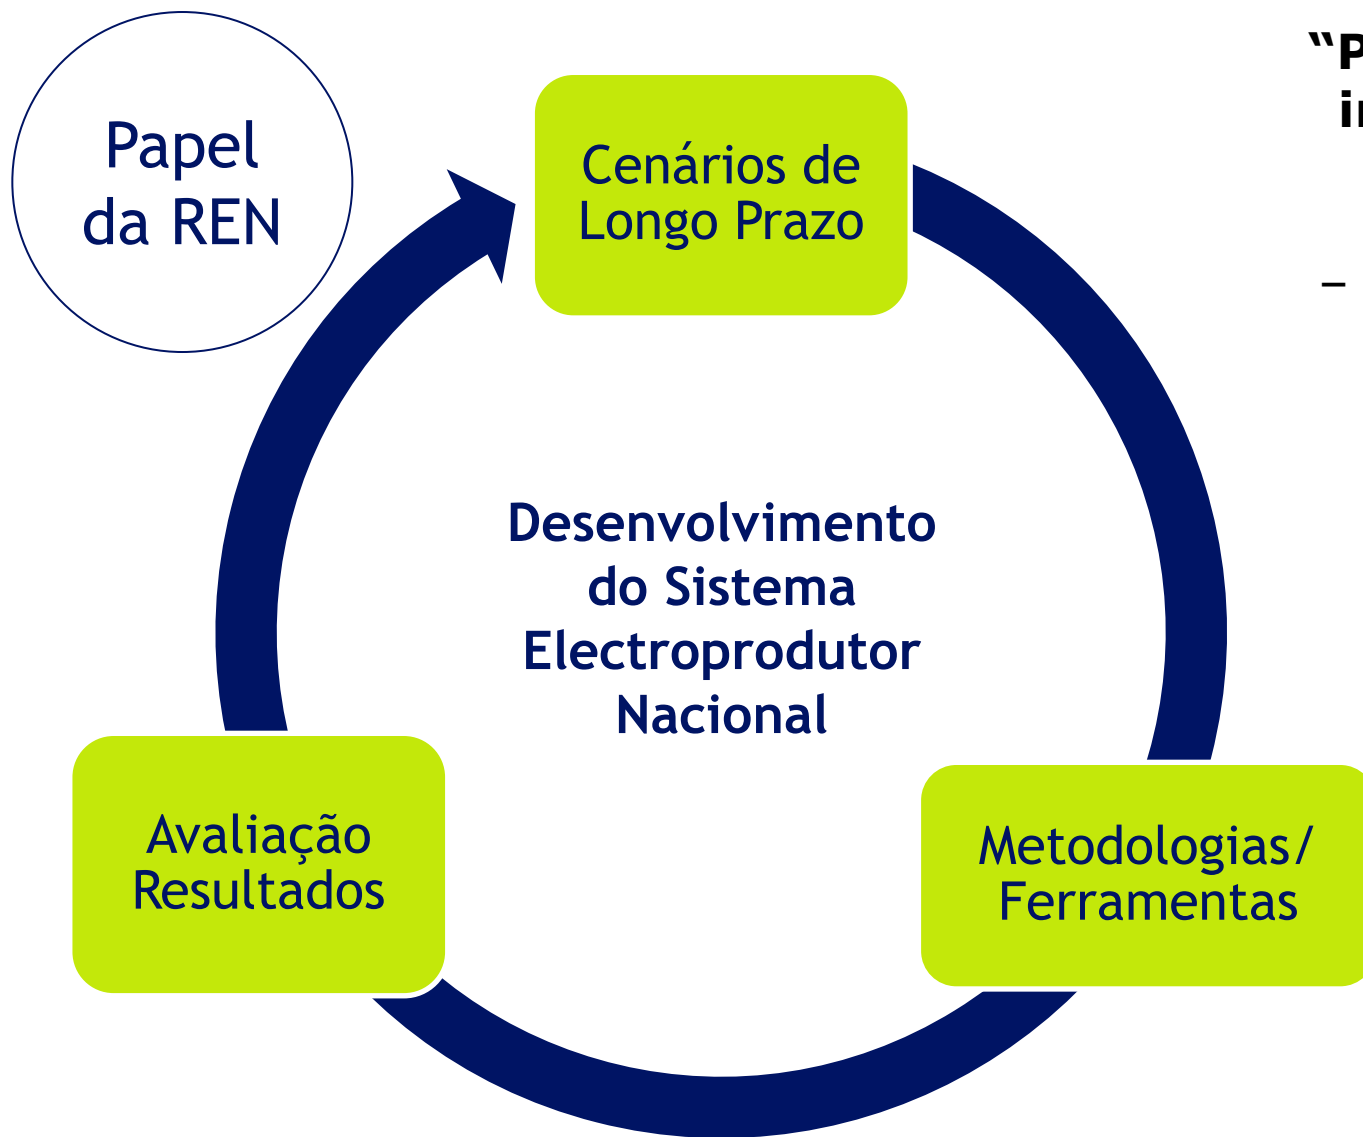 Papel
da REN
Cenários de
Longo Prazo
Desenvolvimento
do Sistema
Electroprodutor
Nacional
Avaliação
Resultados
Metodologias/
Ferramentas